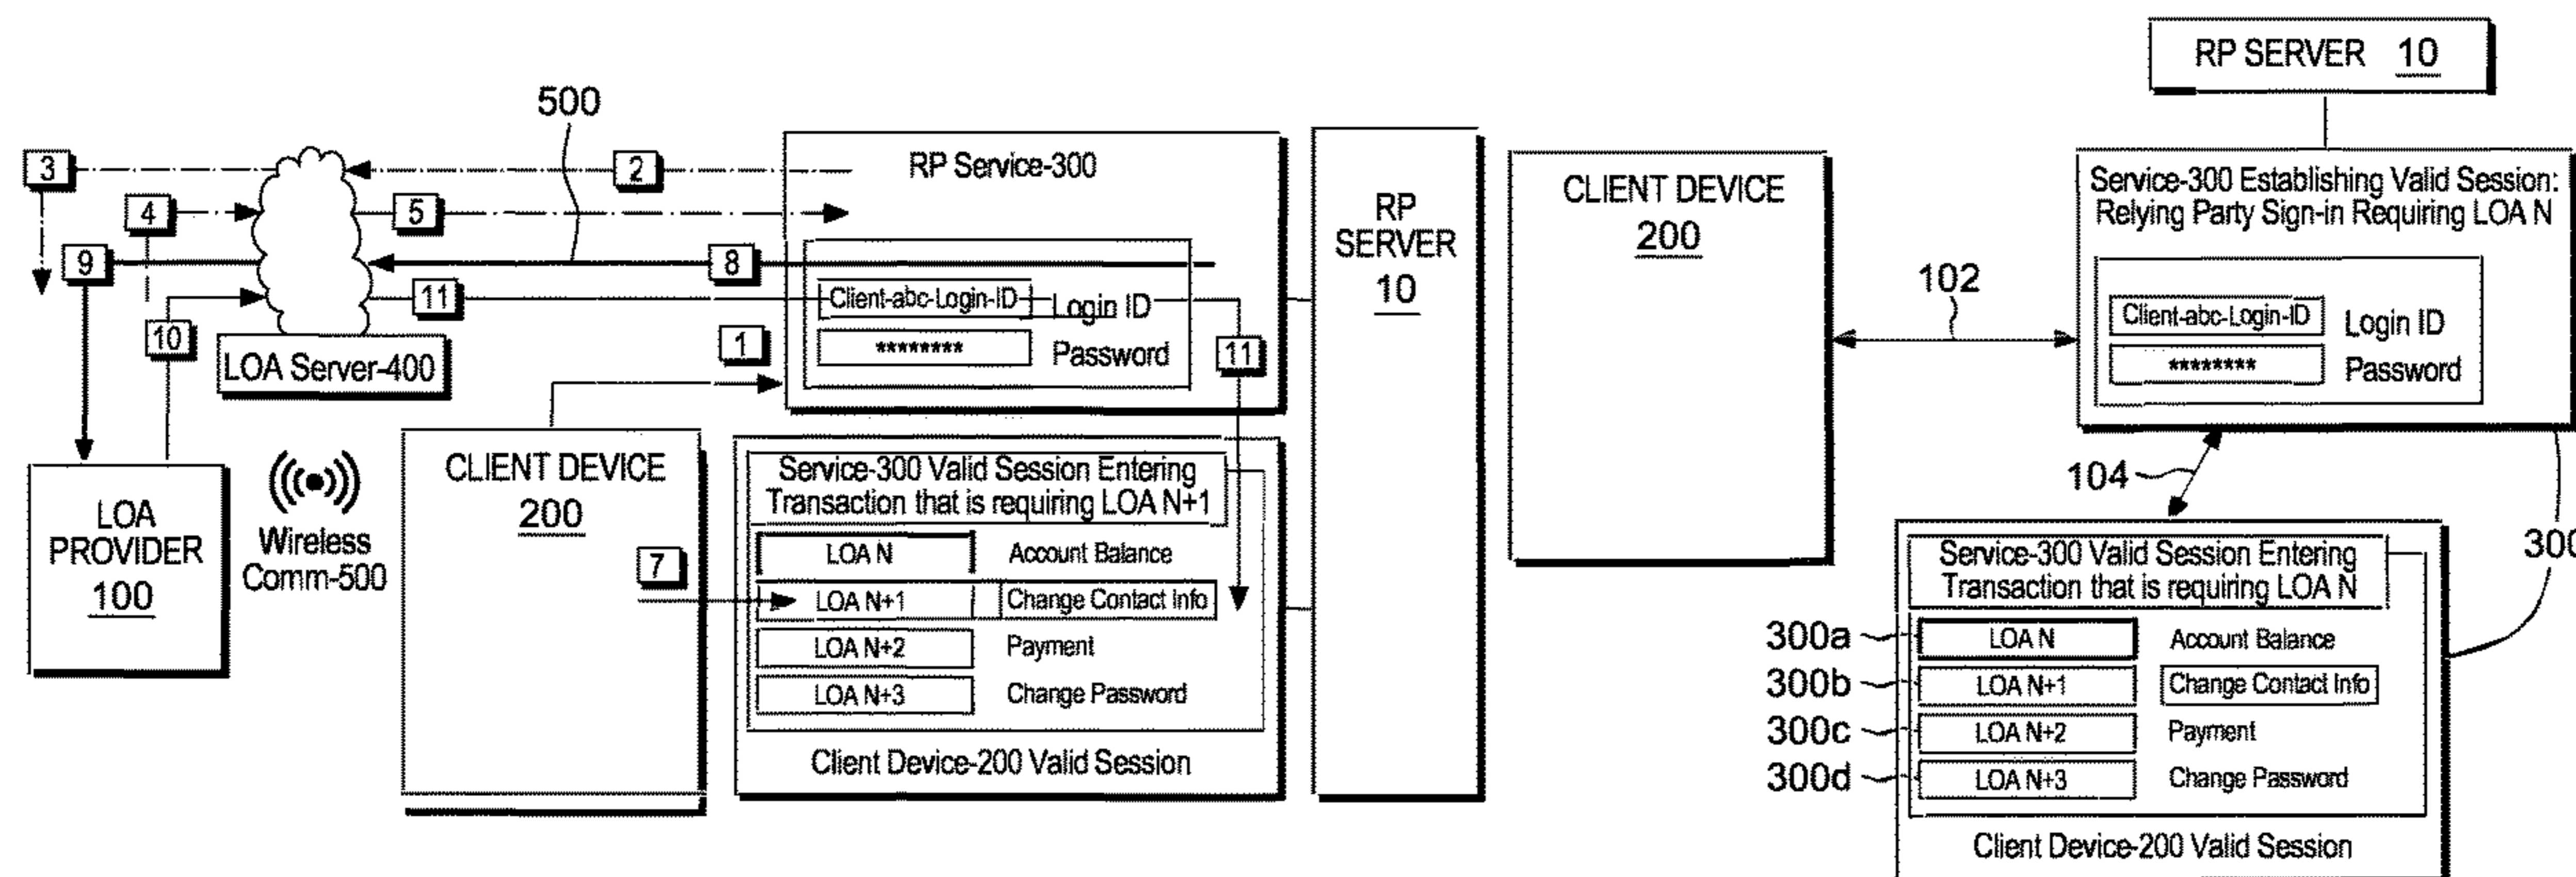 500
3
2
4
5
9
8
11
10
LOA Server-400
1
RP Service-300
Client-abc-Login-ID Login ID
******** Password
11
RP
SERVER
10
LOA
PROVIDER
100
Wireless
Comm-500
CLIENT DEVICE
200
7
Service-300 Valid Session Entering
Transaction that is requiring LOA N+1
LOA N Account Balance
LOA N+1 Change Contact Info
LOA N+2 Payment
LOA N+3 Change Password
Client Device-200 Valid Session
RP SERVER 10
CLIENT DEVICE
200
102
Service-300 Establishing Valid Session:
Relying Party Sign-in Requiring LOA N
Client-abc-Login-ID Login ID
******** Password
104
300
Service-300 Valid Session Entering
Transaction that is requiring LOA N
300a LOA N Account Balance
300b LOA N+1 Change Contact Info
300c LOA N+2 Payment
300d LOA N+3 Change Password
Client Device-200 Valid Session